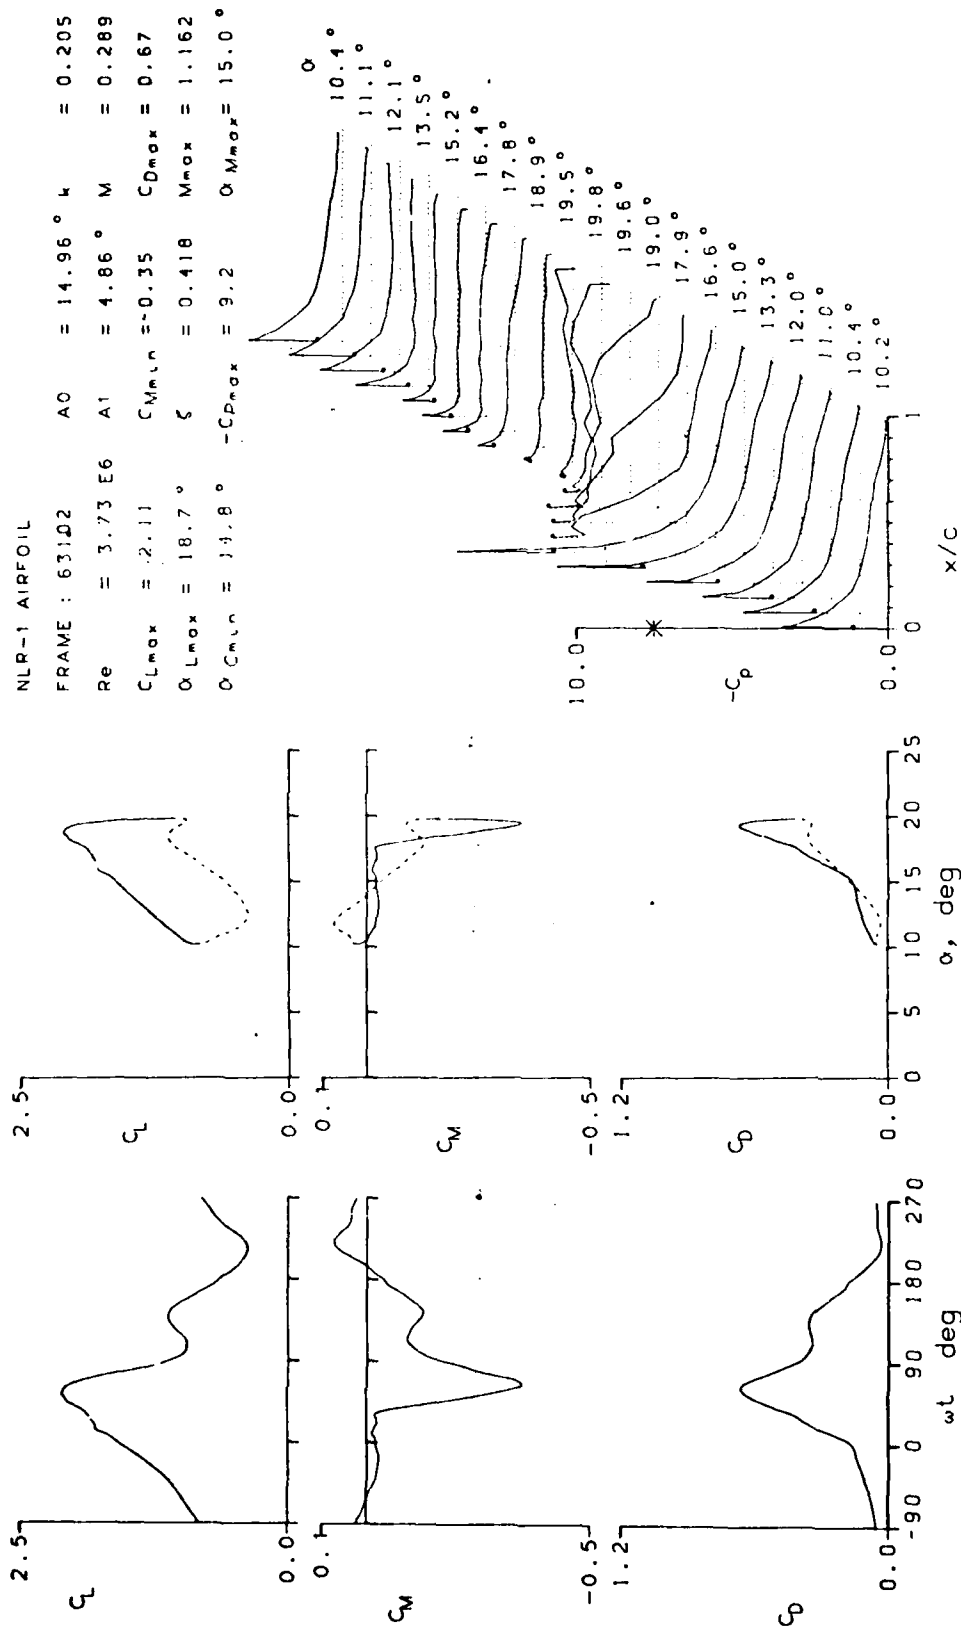 NLR-1 AIRFOIL
FRAME : 63102 A0 = 14.96° k = 0.205
Re = 3.73 E6 A1 = 4.86° M = 0.289
CLmax = 2.11 CMmin =-0.35 CDmax = 0.67
αLmax = 18.7° ζ = 0.418 Mmax = 1.162
αCmin = -CPmax = 9.2 αMmax = 15.0°
α
10.4°
11.1°
12.1°
13.5°
15.2°
16.4°
17.8°
18.9°
19.5°
19.8°
19.6°
19.0°
17.9°
16.6°
15.0°
13.3°
12.0°
11.0°
10.4°
10.2°
10.0
-Cp
0.0
0 1
x/c
2.5
CL
0.0
0.1
CM
-0.5
1.2
CD
0.0
0 5 10 15 20 25
α, deg
2.5
CL
0.0
0.1
CM
-0.5
1.2
CD
0.0
-90 0 90 180 270
ωt deg